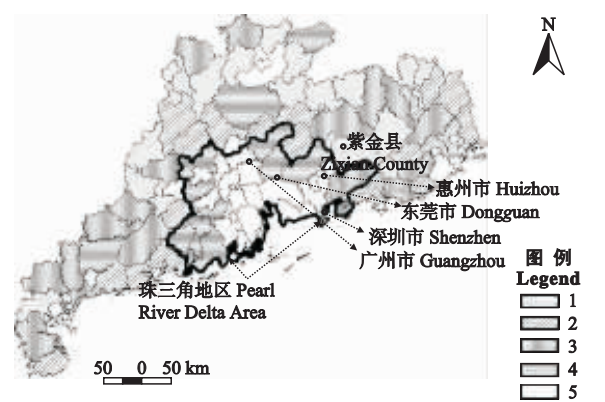 N
紫金县
Zixian County
惠州市 Huizhou
东莞市 Dongguan
深圳市 Shenzhen
广州市 Guangzhou
珠三角地区 Pearl
River Delta Area
图 例
Legend
1
2
3
4
5
50 0 50 km